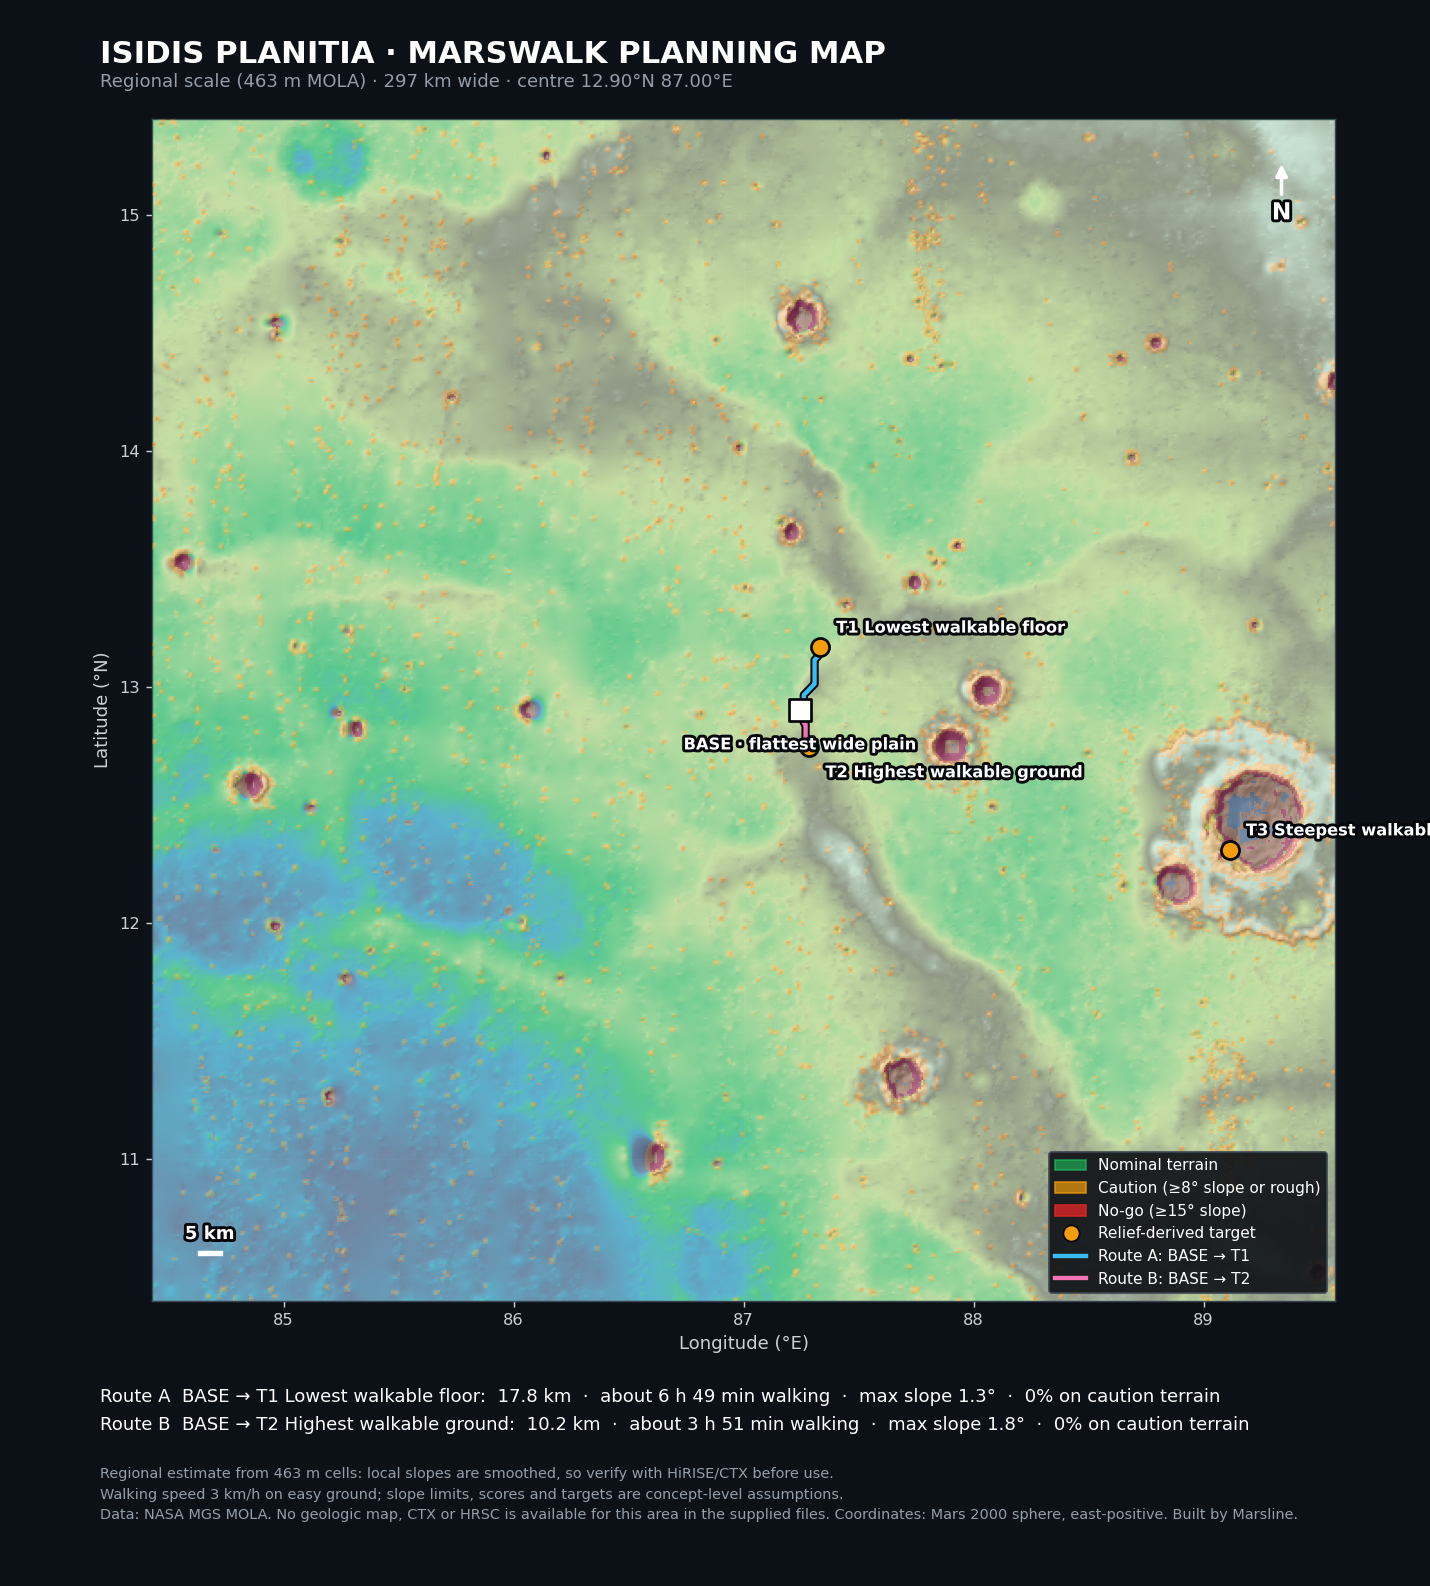 ISIDIS PLANITIA · MARSWALK PLANNING MAP
Regional scale (463 m MOLA) · 297 km wide · centre 12.90°N 87.00°E
N
15
14
13
12
11
Latitude (°N)
T1 Lowest walkable floor
BASE · flattest wide plain
T2 Highest walkable ground
T3 Steepest walkabl
5 km
Nominal terrain
Caution (≥8° slope or rough)
No-go (≥15° slope)
Relief-derived target
Route A: BASE → T1
Route B: BASE → T2
85 86 87 88 89
Longitude (°E)
Route A BASE → T1 Lowest walkable floor: 17.8 km · about 6 h 49 min walking · max slope 1.3° · 0% on caution terrain
Route B BASE → T2 Highest walkable ground: 10.2 km · about 3 h 51 min walking · max slope 1.8° · 0% on caution terrain
Regional estimate from 463 m cells: local slopes are smoothed, so verify with HiRISE/CTX before use.
Walking speed 3 km/h on easy ground; slope limits, scores and targets are concept-level assumptions.
Data: NASA MGS MOLA. No geologic map, CTX or HRSC is available for this area in the supplied files. Coordinates: Mars 2000 sphere, east-positive. Built by Marsline.